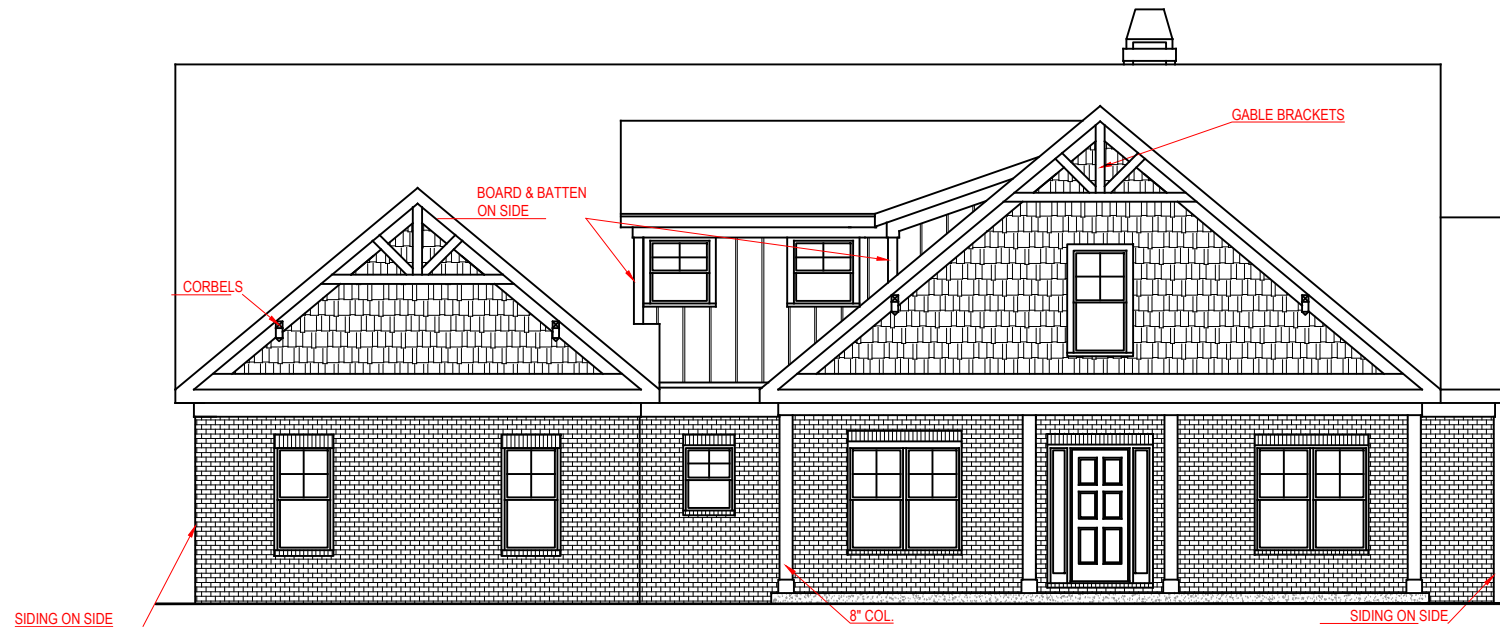 GABLE BRACKETS
BOARD & BATTEN
ON SIDE
CORBELS
SIDING ON SIDE
8" COL.
SIDING ON SIDE